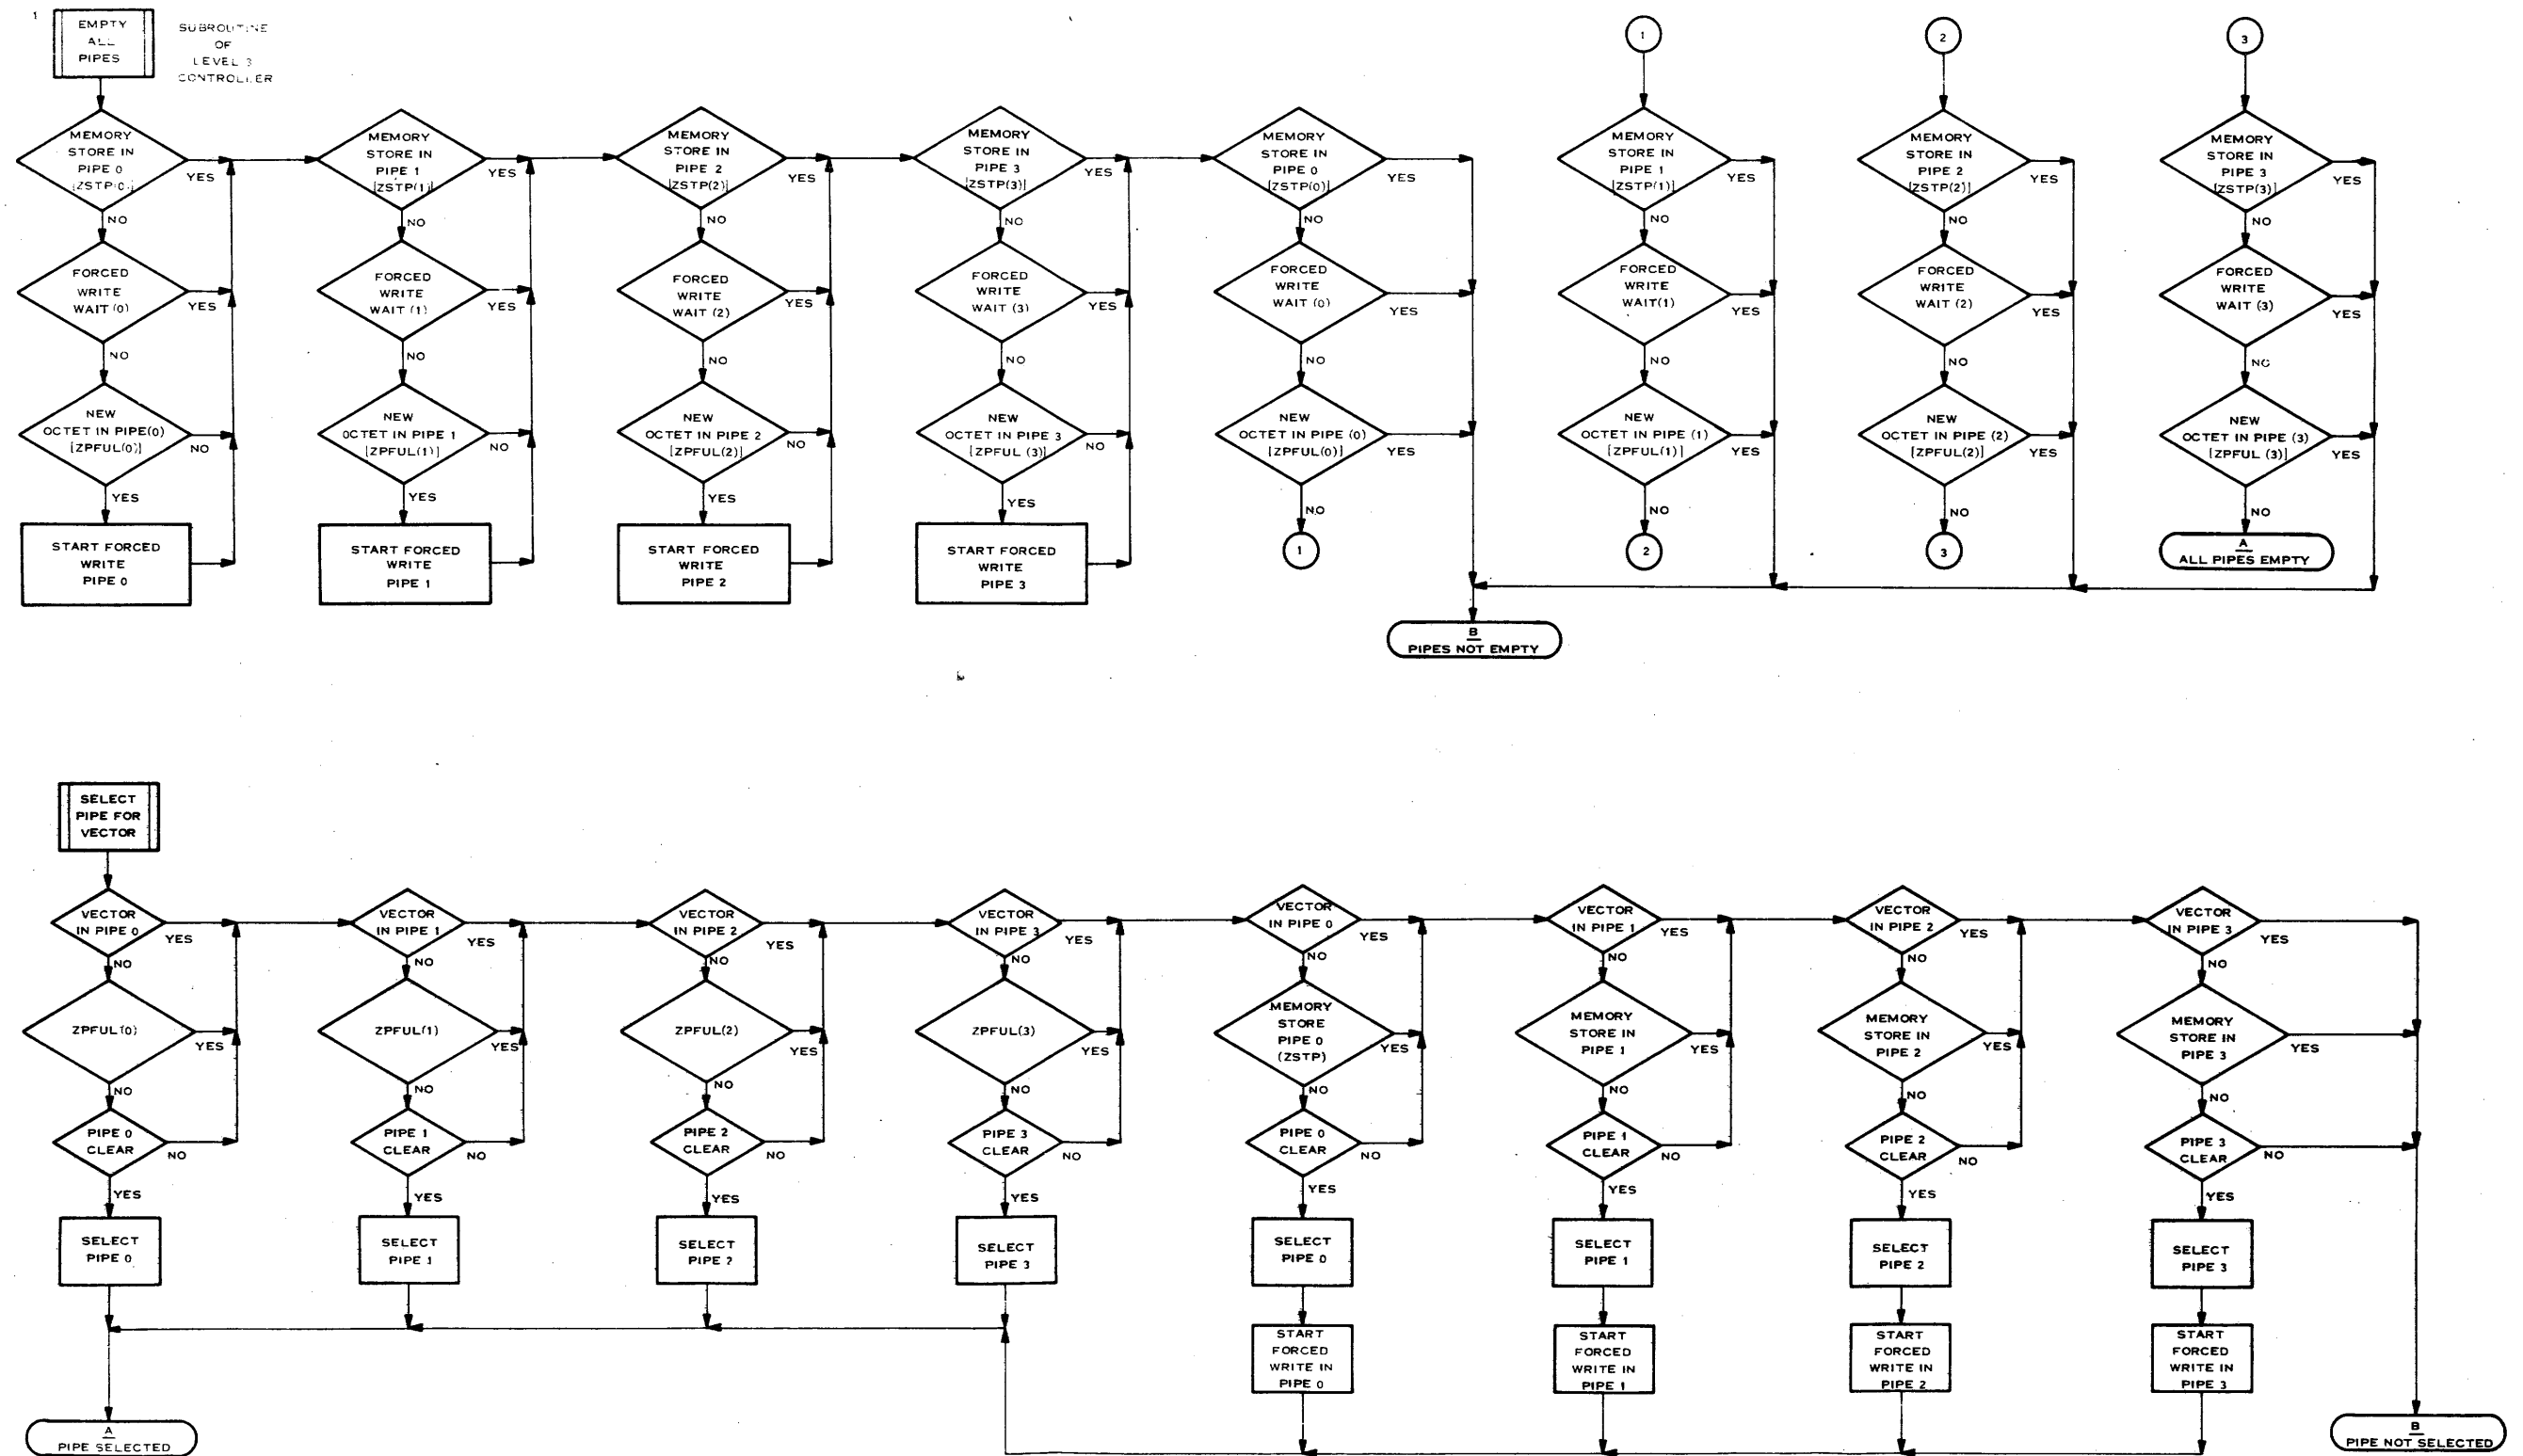 1
EMPTY
ALL
PIPES
SUBROUTINE
OF
LEVEL 3
CONTROLLER
MEMORY
STORE IN
PIPE 0
[ZSTP(0)]
YES
NO
FORCED
WRITE
WAIT (0)
YES
NO
NEW
OCTET IN PIPE(0)
[ZPFUL(0)]
NO
YES
START FORCED
WRITE
PIPE 0
MEMORY
STORE IN
PIPE 1
[ZSTP(1)]
YES
NO
FORCED
WRITE
WAIT (1)
YES
NO
NEW
OCTET IN PIPE 1
[ZPFUL(1)]
NO
YES
START FORCED
WRITE
PIPE 1
MEMORY
STORE IN
PIPE 2
[ZSTP(2)]
YES
NO
FORCED
WRITE
WAIT (2)
YES
NO
NEW
OCTET IN PIPE 2
[ZPFUL(2)]
NO
YES
START FORCED
WRITE
PIPE 2
MEMORY
STORE IN
PIPE 3
[ZSTP(3)]
YES
NO
FORCED
WRITE
WAIT (3)
YES
NO
NEW
OCTET IN PIPE 3
[ZPFUL (3)]
NO
YES
START FORCED
WRITE
PIPE 3
MEMORY
STORE IN
PIPE 0
[ZSTP(0)]
YES
NO
FORCED
WRITE
WAIT (0)
YES
NO
NEW
OCTET IN PIPE (0)
[ZPFUL(0)]
YES
NO
1
1
MEMORY
STORE IN
PIPE 1
[ZSTP(1)]
YES
NO
FORCED
WRITE
WAIT(1)
YES
NO
NEW
OCTET IN PIPE (1)
[ZPFUL(1)]
YES
NO
2
2
MEMORY
STORE IN
PIPE 2
[ZSTP(2)]
YES
NO
FORCED
WRITE
WAIT (2)
YES
NO
NEW
OCTET IN PIPE (2)
[ZPFUL(2)]
YES
NO
3
3
MEMORY
STORE IN
PIPE 3
[ZSTP(3)]
YES
NO
FORCED
WRITE
WAIT (3)
YES
NO
NEW
OCTET IN PIPE (3)
[ZPFUL (3)]
YES
NO
A
ALL PIPES EMPTY
B
PIPES NOT EMPTY
SELECT
PIPE FOR
VECTOR
VECTOR
IN PIPE 0
YES
NO
ZPFUL(0)
YES
NO
PIPE 0
CLEAR
NO
YES
SELECT
PIPE 0
VECTOR
IN PIPE 1
YES
NO
ZPFUL(1)
YES
NO
PIPE 1
CLEAR
NO
YES
SELECT
PIPE 1
VECTOR
IN PIPE 2
YES
NO
ZPFUL(2)
YES
NO
PIPE 2
CLEAR
NO
YES
SELECT
PIPE 2
VECTOR
IN PIPE 3
YES
NO
ZPFUL(3)
YES
NO
PIPE 3
CLEAR
NO
YES
SELECT
PIPE 3
VECTOR
IN PIPE 0
YES
NO
MEMORY
STORE
PIPE 0
(ZSTP)
YES
NO
PIPE 0
CLEAR
NO
YES
SELECT
PIPE 0
START
FORCED
WRITE IN
PIPE 0
VECTOR
IN PIPE 1
YES
NO
MEMORY
STORE IN
PIPE 1
YES
NO
PIPE 1
CLEAR
NO
YES
SELECT
PIPE 1
START
FORCED
WRITE IN
PIPE 1
VECTOR
IN PIPE 2
YES
NO
MEMORY
STORE IN
PIPE 2
YES
NO
PIPE 2
CLEAR
NO
YES
SELECT
PIPE 2
START
FORCED
WRITE IN
PIPE 2
VECTOR
IN PIPE 3
YES
NO
MEMORY
STORE IN
PIPE 3
YES
NO
PIPE 3
CLEAR
NO
YES
SELECT
PIPE 3
START
FORCED
WRITE IN
PIPE 3
A
PIPE SELECTED
B
PIPE NOT SELECTED